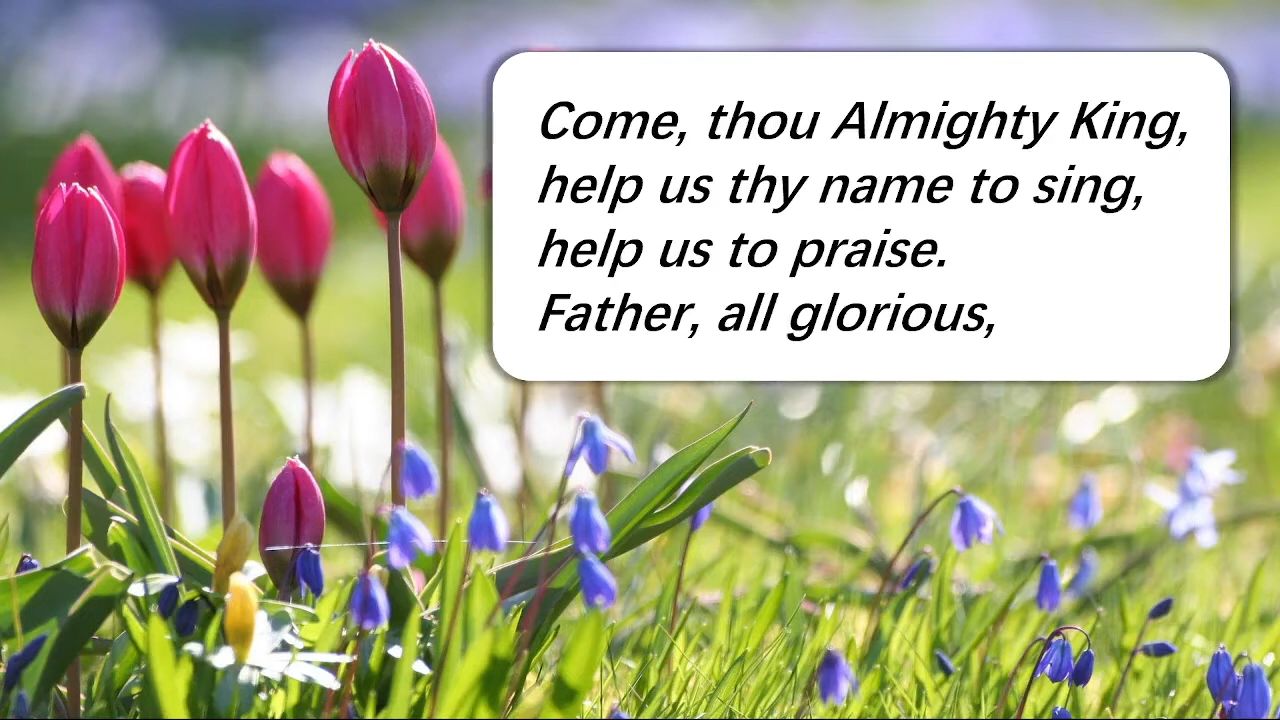 Come, thou Almighty King,
help us thy name to sing,
help us to praise.
Father, all glorious,